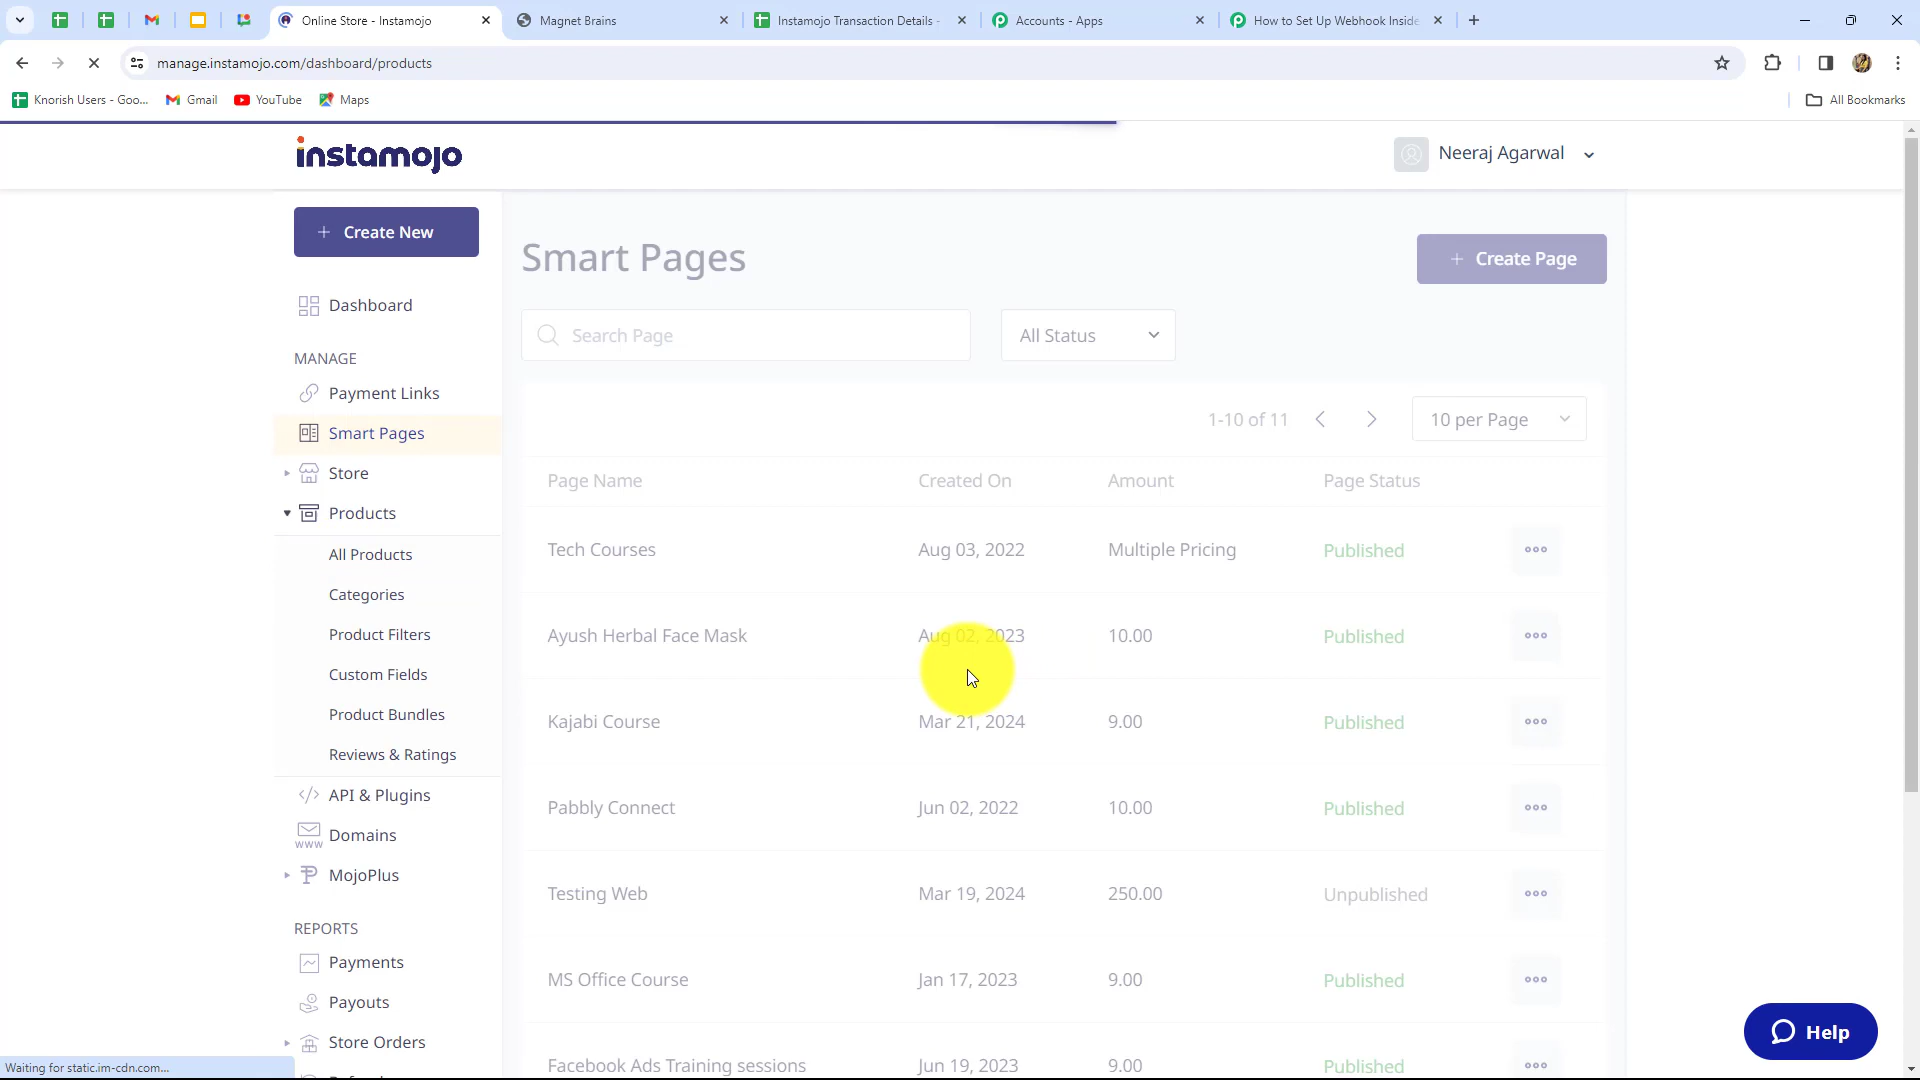 Online Store - Instamojo
Magnet Brains
Instamojo Transaction Details -
Accounts - Apps
How to Set Up Webhook Inside
manage.instamojo.com/dashboard/products
Knorish Users - Goo...
Gmail
YouTube
Maps
All Bookmarks
instamojo
Neeraj Agarwal
+ Create New
Dashboard
MANAGE
Payment Links
Smart Pages
Store
Products
All Products
Categories
Product Filters
Custom Fields
Product Bundles
Reviews & Ratings
API & Plugins
www
Domains
MojoPlus
REPORTS
Payments
Payouts
Store Orders
Smart Pages
+ Create Page
Search Page
All Status
1-10 of 11
10 per Page
Page Name Created On Amount Page Status
Tech Courses Aug 03, 2022 Multiple Pricing Published
Ayush Herbal Face Mask Aug 02, 2023 10.00 Published
Kajabi Course Mar 21, 2024 9.00 Published
Pabbly Connect Jun 02, 2022 10.00 Published
Testing Web Mar 19, 2024 250.00 Unpublished
MS Office Course Jan 17, 2023 9.00 Published
Facebook Ads Training sessions Jun 19, 2023 9.00 Published
Help
Waiting for static.im-cdn.com...